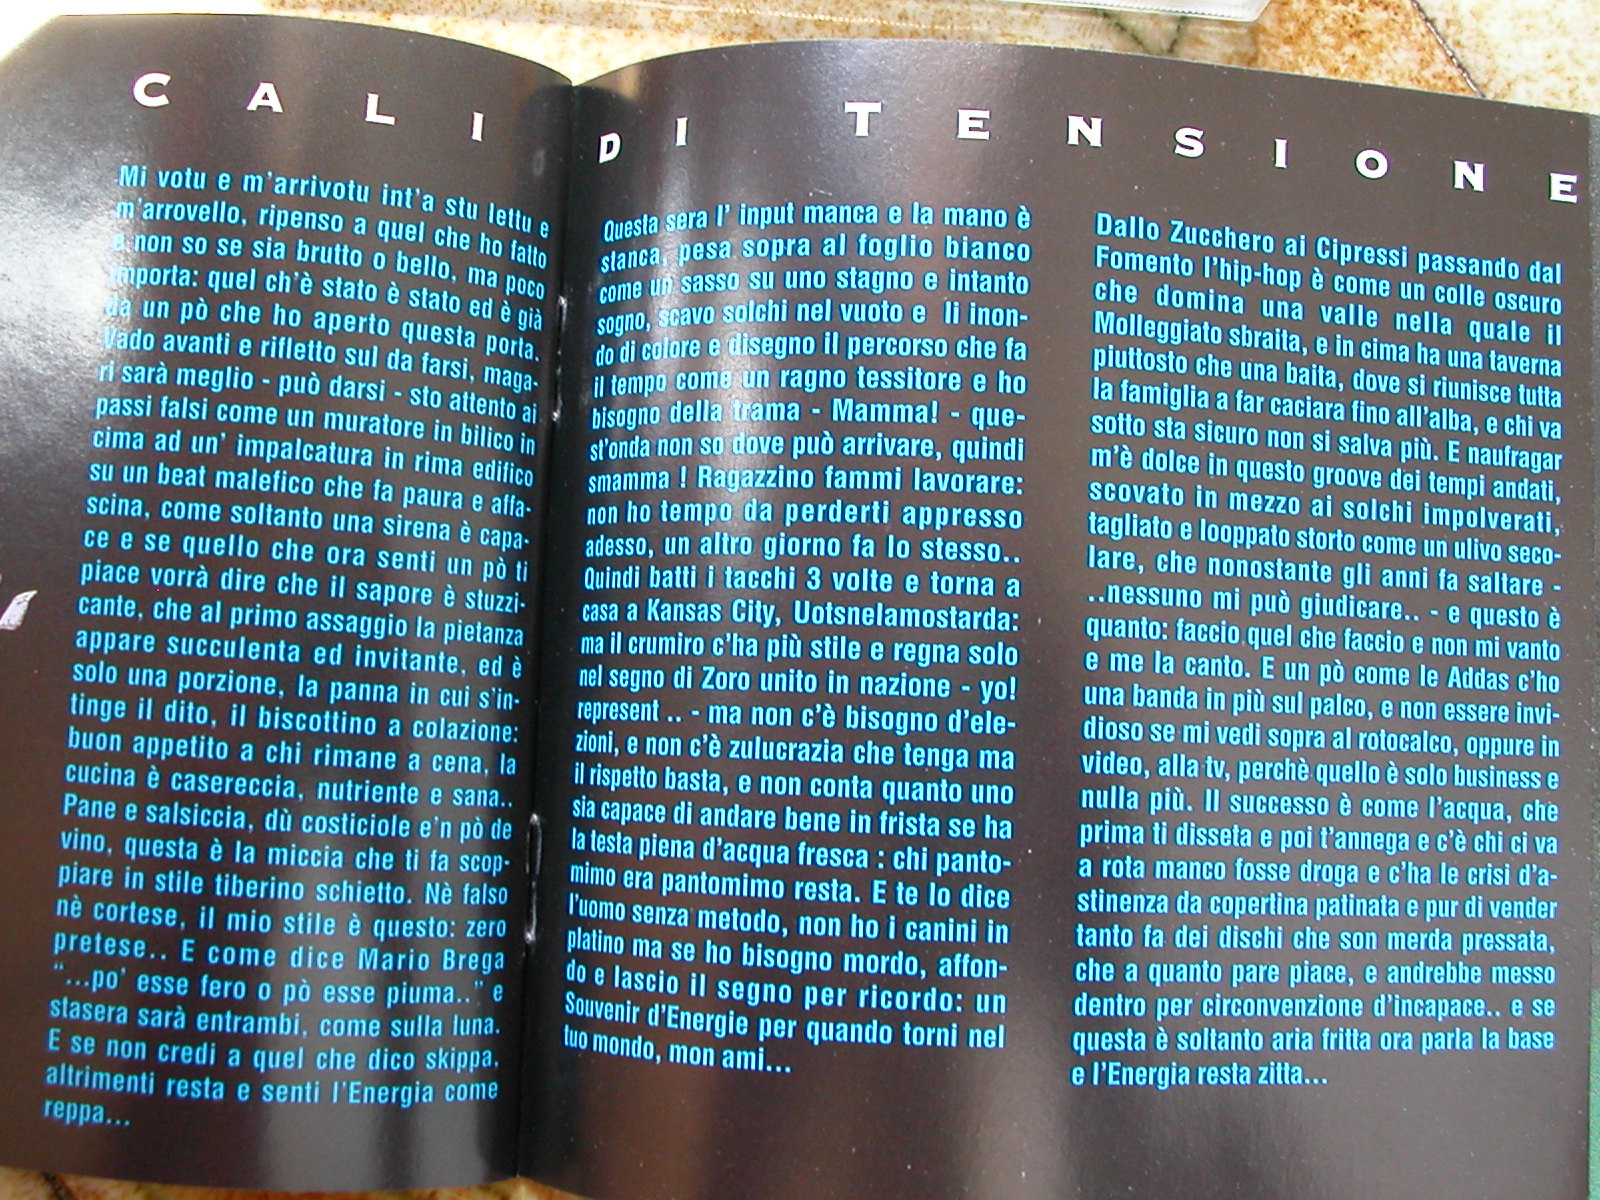 CALI DI TENSIONE
Mi votu e m'arrivotu int'a stu lettu e
m'arrovello, ripenso a quel che ho fatto
e non so se sia brutto o bello, ma poco
importa: quel ch'è stato è stato ed è già
da un pò che ho aperto questa porta.
Vado avanti e rifletto sul da farsi, maga-
ri sarà meglio - può darsi - sto attento ai
passi falsi come un muratore in bilico in
cima ad un' impalcatura in rima edifico
su un beat malefico che fa paura e affa-
scina, come soltanto una sirena è capa-
ce e se quello che ora senti un pò ti
piace vorrà dire che il sapore è stuzzi-
cante, che al primo assaggio la pietanza
appare succulenta ed invitante, ed è
solo una porzione, la panna in cui s'in-
tinge il dito, il biscottino a colazione:
buon appetito a chi rimane a cena, la
cucina è casereccia, nutriente e sana..
Pane e salsiccia, dù costiciole e'n pò de
vino, questa è la miccia che ti fa scop-
piare in stile tiberino schietto. Nè falso
nè cortese, il mio stile è questo: zero
pretese.. E come dice Mario Brega
"...po' esse fero o pò esse piuma.." e
stasera sarà entrambi, come sulla luna.
E se non credi a quel che dico skippa,
altrimenti resta e senti l'Energia come
reppa...
Questa sera l' input manca e la mano è
stanca, pesa sopra al foglio bianco
come un sasso su uno stagno e intanto
sogno, scavo solchi nel vuoto e li inon-
do di colore e disegno il percorso che fa
il tempo come un ragno tessitore e ho
bisogno della trama - Mamma! - que-
st'onda non so dove può arrivare, quindi
smamma ! Ragazzino fammi lavorare:
non ho tempo da perderti appresso
adesso, un altro giorno fa lo stesso..
Quindi batti i tacchi 3 volte e torna a
casa a Kansas City, Uotsnelamostarda:
ma il crumiro c'ha più stile e regna solo
nel segno di Zoro unito in nazione - yo!
represent .. - ma non c'è bisogno d'ele-
zioni, e non c'è zulucrazia che tenga ma
il rispetto basta, e non conta quanto uno
sia capace di andare bene in frista se ha
la testa piena d'acqua fresca : chi panto-
mimo era pantomimo resta. E te lo dice
l'uomo senza metodo, non ho i canini in
platino ma se ho bisogno mordo, affon-
do e lascio il segno per ricordo: un
Souvenir d'Energie per quando torni nel
tuo mondo, mon ami...
Dallo Zucchero ai Cipressi passando dal
Fomento l'hip-hop è come un colle oscuro
che domina una valle nella quale il
Molleggiato sbraita, e in cima ha una taverna
piuttosto che una baita, dove si riunisce tutta
la famiglia a far caciara fino all'alba, e chi va
sotto sta sicuro non si salva più. E naufragar
m'è dolce in questo groove dei tempi andati,
scovato in mezzo ai solchi impolverati,
tagliato e looppato storto come un ulivo seco-
lare, che nonostante gli anni fa saltare -
..nessuno mi può giudicare.. - e questo è
quanto: faccio quel che faccio e non mi vanto
e me la canto. E un pò come le Addas c'ho
una banda in più sul palco, e non essere invi-
dioso se mi vedi sopra al rotocalco, oppure in
video, alla tv, perchè quello è solo business e
nulla più. Il successo è come l'acqua, che
prima ti disseta e poi t'annega e c'è chi ci va
a rota manco fosse droga e c'ha le crisi d'a-
stinenza da copertina patinata e pur di vender
tanto fa dei dischi che son merda pressata,
che a quanto pare piace, e andrebbe messo
dentro per circonvenzione d'incapace.. e se
questa è soltanto aria fritta ora parla la base
e l'Energia resta zitta...